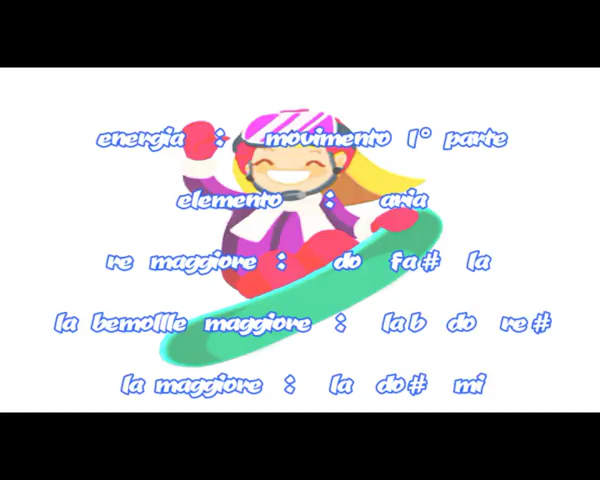 energia : movimento 1° parte
elemento : aria
re maggiore : do fa# la
la bemollle maggiore : lab do re#
la maggiore : la do# mi